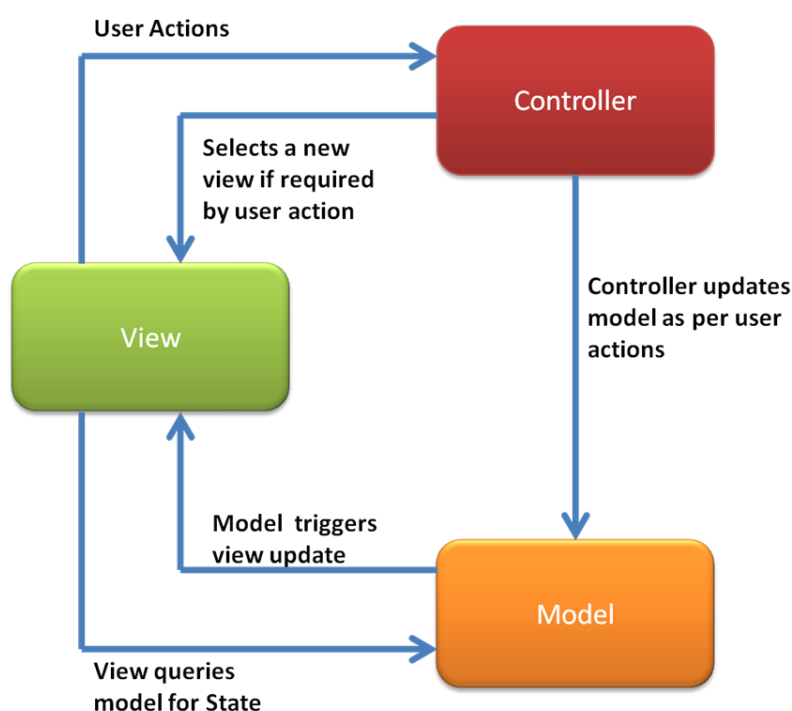 User Actions
Controller
Selects a new
view if required
by user action
Controller updates
model as per user
actions
View
Model triggers
view update
Model
View queries
model for State